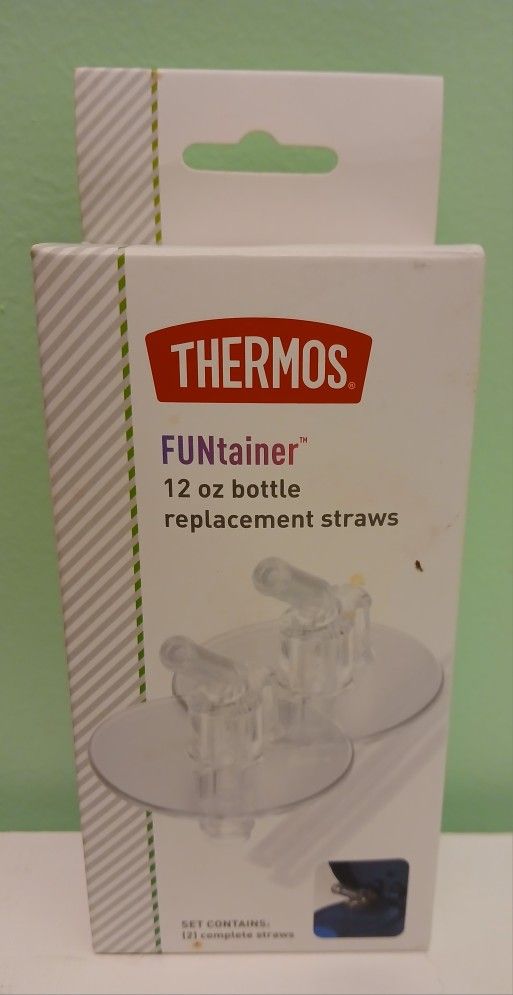 THERMOS®
FUNtainer™
12 oz bottle
replacement straws
SET CONTAINS:
(2) complete straws